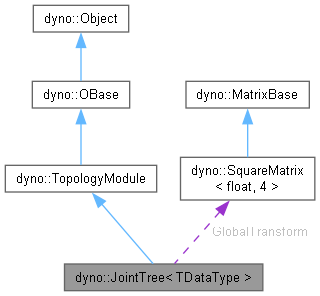 dyno::Object
dyno::OBase
dyno::MatrixBase
dyno::TopologyModule
dyno::SquareMatrix
< float, 4 >
GlobalTransform
dyno::JointTree< TDataType >